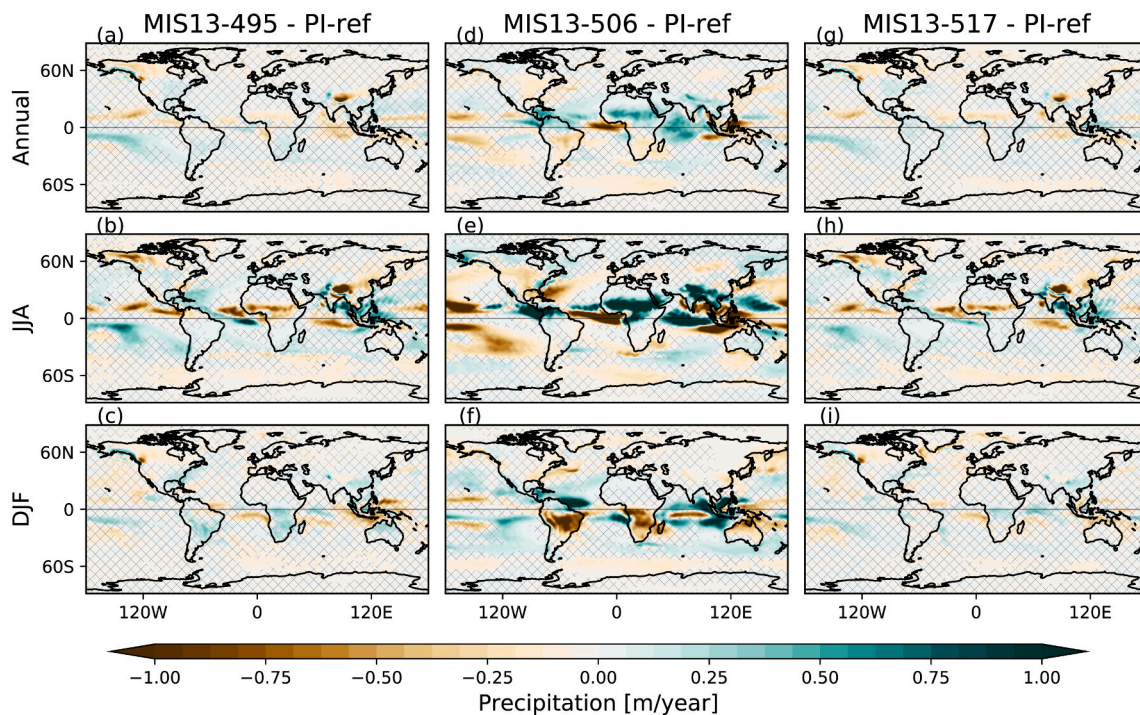 MIS13-495 - PI-ref
MIS13-506 - PI-ref
MIS13-517 - PI-ref
(a)
(d)
(g)
Annual
60N
0
60S
(b)
(e)
(h)
JJA
60N
0
60S
(c)
(f)
(i)
DJF
60N
0
60S
120W
0
120E
120W
0
120E
120W
0
120E
−1.00
−0.75
−0.50
−0.25
0.00
0.25
0.50
0.75
1.00
Precipitation [m/year]